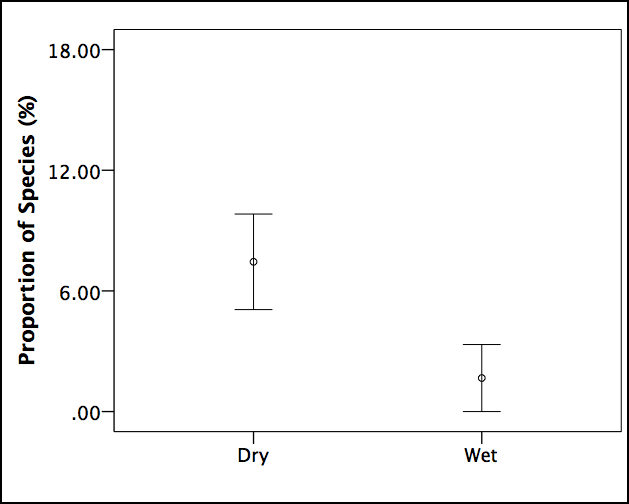 Proportion of Species (%)
18.00
12.00
6.00
.00
Dry
Wet